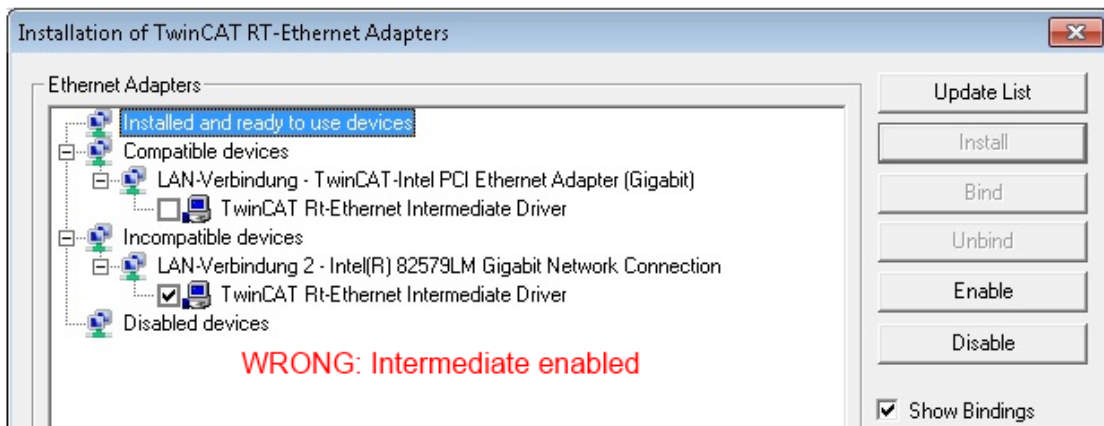 Installation of TwinCAT RT-Ethernet Adapters
Ethernet Adapters
Installed and ready to use devices
Compatible devices
LAN-Verbindung - TwinCAT-Intel PCI Ethernet Adapter (Gigabit)
TwinCAT Rt-Ethernet Intermediate Driver
Incompatible devices
LAN-Verbindung 2 - Intel(R) 82579LM Gigabit Network Connection
TwinCAT Rt-Ethernet Intermediate Driver
Disabled devices
WRONG: Intermediate enabled
Update List
Install
Bind
Unbind
Enable
Disable
Show Bindings